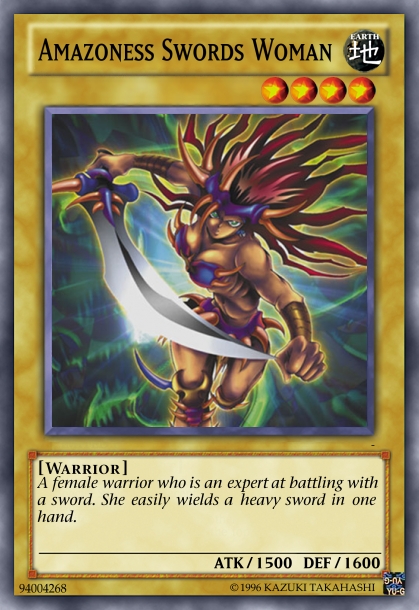 AMAZONESS SWORDS WOMAN
EARTH
地
[WARRIOR]
A female warrior who is an expert at battling with
a sword. She easily wields a heavy sword in one
hand.
ATK / 1500 DEF / 1600
94004268
©1996 KAZUKI TAKAHASHI